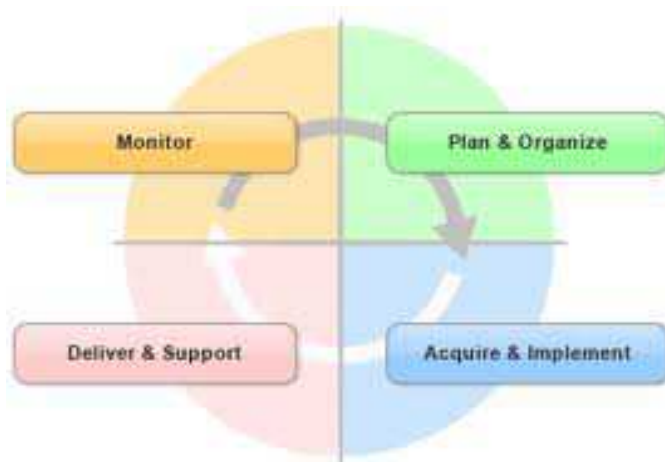 Monitor
Plan & Organize
Deliver & Support
Acquire & Implement